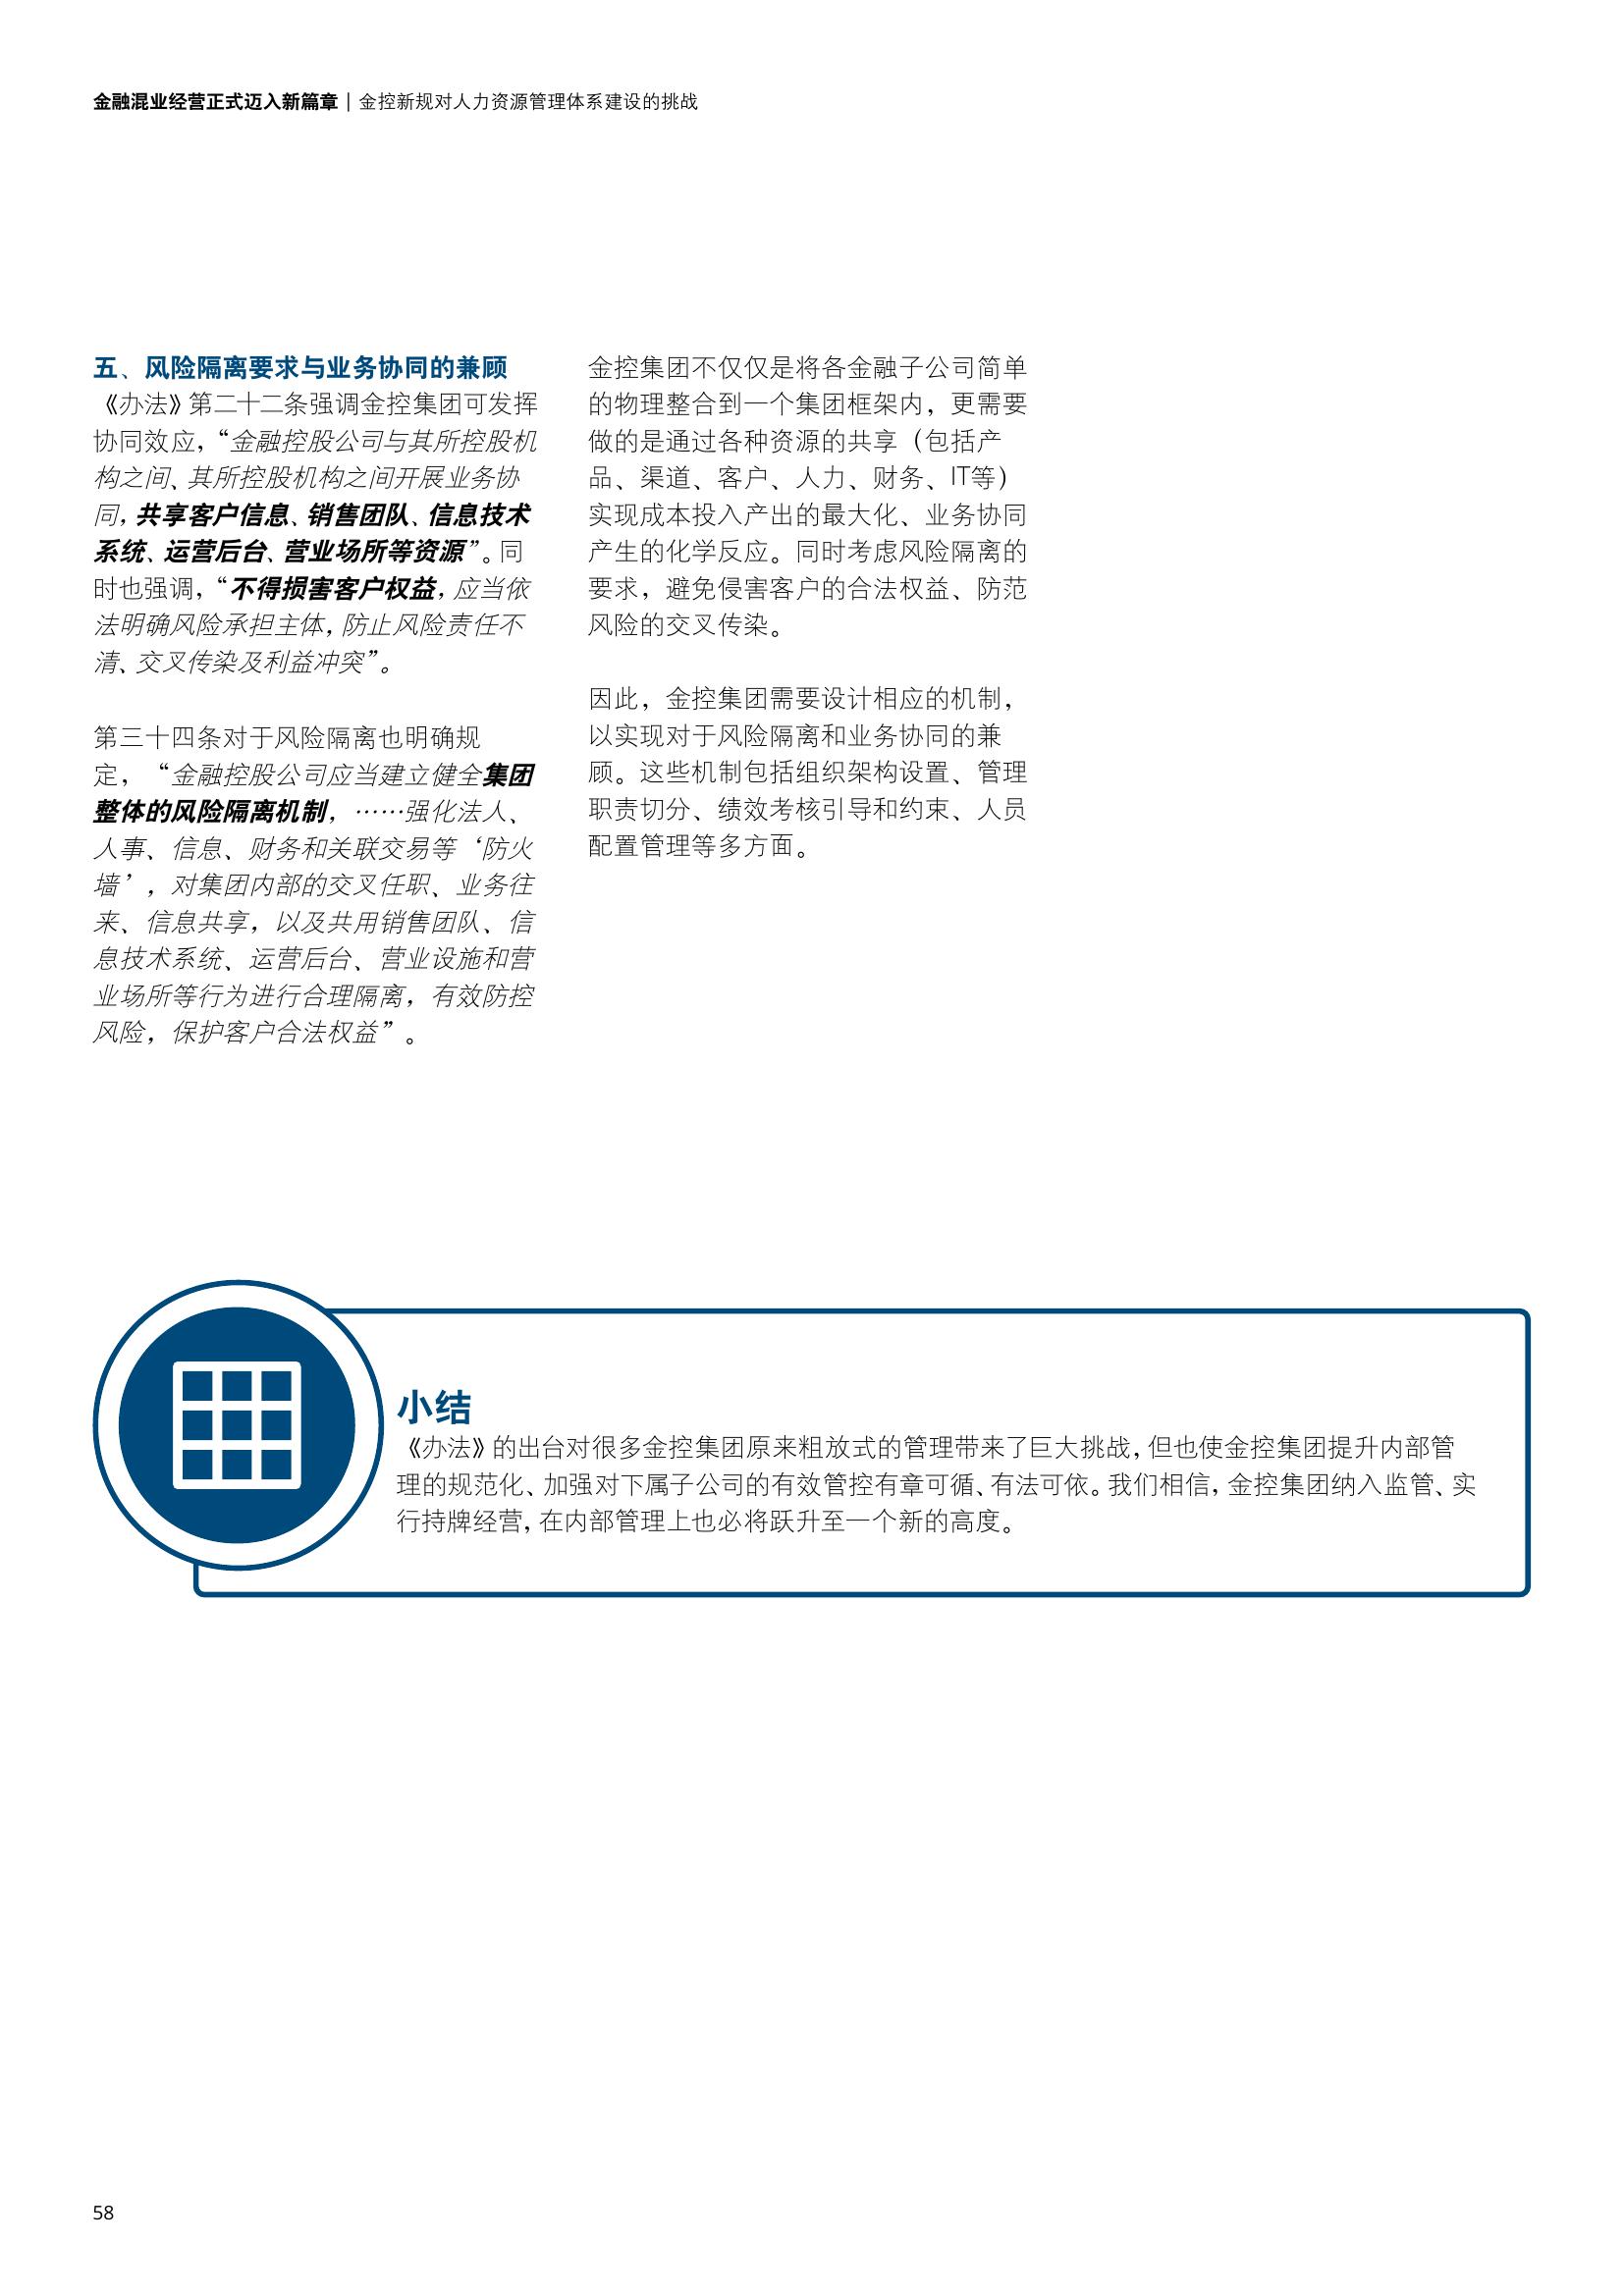 金融混业经营正式迈入新篇章 | 金控新规对人力资源管理体系建设的挑战
五、风险隔离要求与业务协同的兼顾
《办法》第二十二条强调金控集团可发挥
协同效应，“金融控股公司与其所控股机
构之间、其所控股机构之间开展业务协
同，共享客户信息、销售团队、信息技术
系统、运营后台、营业场所等资源”。同
时也强调，“不得损害客户权益，应当依
法明确风险承担主体，防止风险责任不
清、交叉传染及利益冲突”。
第三十四条对于风险隔离也明确规
定，“金融控股公司应当建立健全集团
整体的风险隔离机制，……强化法人、
人事、信息、财务和关联交易等‘防火
墙’，对集团内部的交叉任职、业务往
来、信息共享，以及共用销售团队、信
息技术系统、运营后台、营业设施和营
业场所等行为进行合理隔离，有效防控
风险，保护客户合法权益”。
金控集团不仅仅是将各金融子公司简单
的物理整合到一个集团框架内，更需要
做的是通过各种资源的共享（包括产
品、渠道、客户、人力、财务、IT等）
实现成本投入产出的最大化、业务协同
产生的化学反应。同时考虑风险隔离的
要求，避免侵害客户的合法权益、防范
风险的交叉传染。
因此，金控集团需要设计相应的机制，
以实现对于风险隔离和业务协同的兼
顾。这些机制包括组织架构设置、管理
职责切分、绩效考核引导和约束、人员
配置管理等多方面。
小结
《办法》的出台对很多金控集团原来粗放式的管理带来了巨大挑战，但也使金控集团提升内部管
理的规范化、加强对下属子公司的有效管控有章可循、有法可依。我们相信，金控集团纳入监管、实
行持牌经营，在内部管理上也必将跃升至一个新的高度。
58